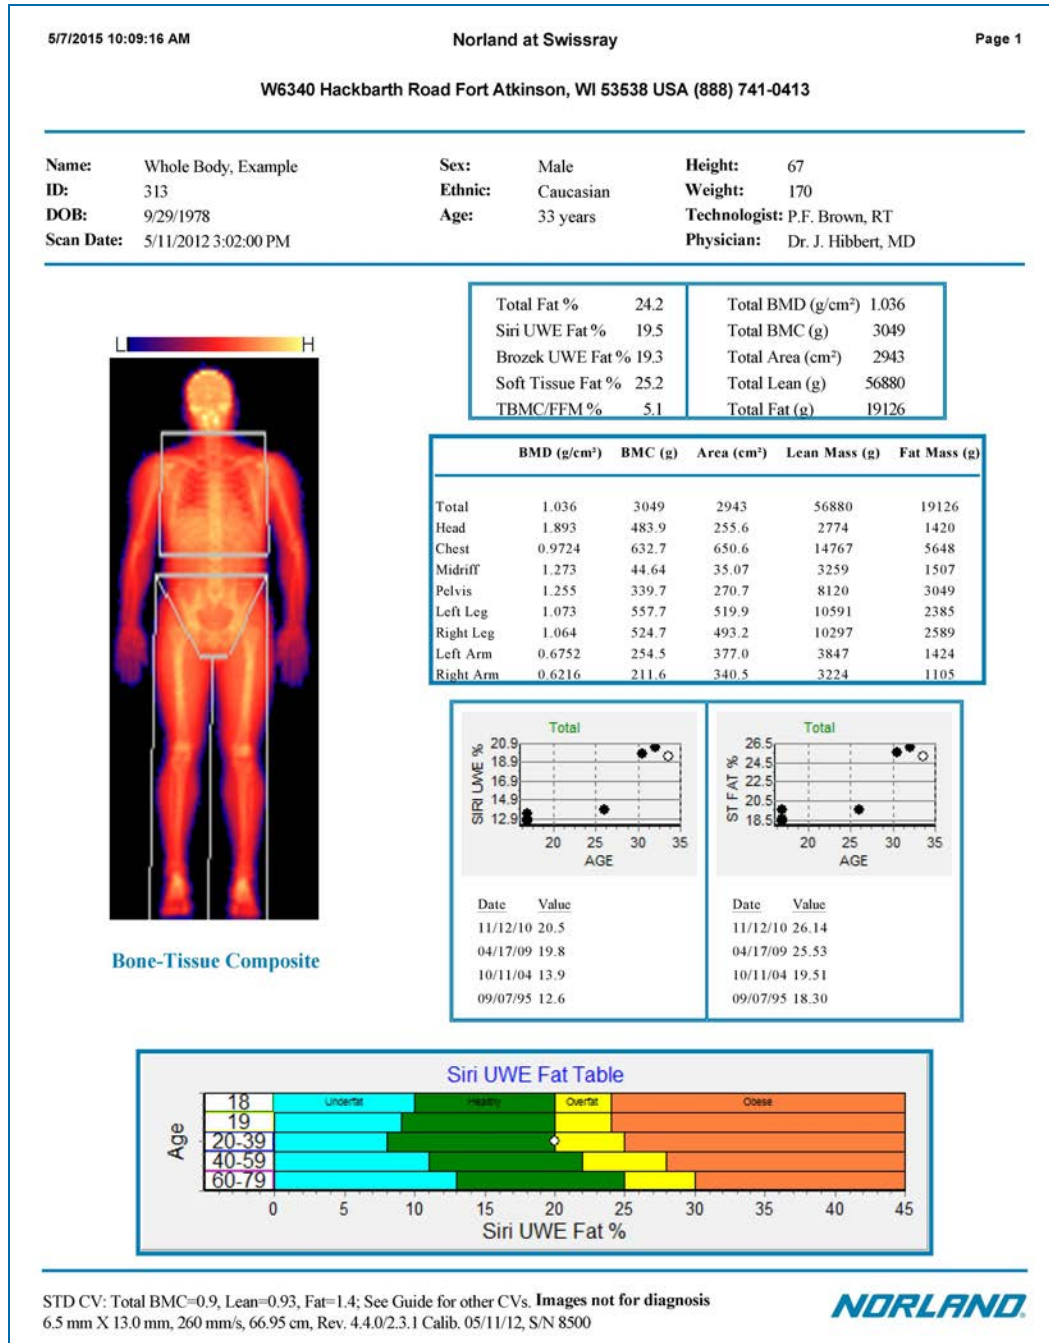 5/7/2015 10:09:16 AM Norland at Swissray Page 1
W6340 Hackbarth Road Fort Atkinson, WI 53538 USA (888) 741-0413
Name: Whole Body, Example Sex: Male Height: 67
ID: 313 Ethnic: Caucasian Weight: 170
DOB: 9/29/1978 Age: 33 years Technologist: P.F. Brown, RT
Scan Date: 5/11/2012 3:02:00 PM Physician: Dr. J. Hibbert, MD
L H
Bone-Tissue Composite
Total Fat % 24.2 Total BMD (g/cm²) 1.036
Siri UWE Fat % 19.5 Total BMC (g) 3049
Brozek UWE Fat % 19.3 Total Area (cm²) 2943
Soft Tissue Fat % 25.2 Total Lean (g) 56880
TBMC/FFM % 5.1 Total Fat (g) 19126
BMD (g/cm²) BMC (g) Area (cm²) Lean Mass (g) Fat Mass (g)
Total 1.036 3049 2943 56880 19126
Head 1.893 483.9 255.6 2774 1420
Chest 0.9724 632.7 650.6 14767 5648
Midriff 1.273 44.64 35.07 3259 1507
Pelvis 1.255 339.7 270.7 8120 3049
Left Leg 1.073 557.7 519.9 10591 2385
Right Leg 1.064 524.7 493.2 10297 2589
Left Arm 0.6752 254.5 377.0 3847 1424
Right Arm 0.6216 211.6 340.5 3224 1105
Total
SIRI UWE %
20.9
18.9
16.9
14.9
12.9
20 25 30 35
AGE
Date Value
11/12/10 20.5
04/17/09 19.8
10/11/04 13.9
09/07/95 12.6
Total
ST FAT %
26.5
24.5
22.5
20.5
18.5
20 25 30 35
AGE
Date Value
11/12/10 26.14
04/17/09 25.53
10/11/04 19.51
09/07/95 18.30
Siri UWE Fat Table
Age
18 Underfat Healthy Overfat Obese
19
20-39
40-59
60-79
0 5 10 15 20 25 30 35 40 45
Siri UWE Fat %
STD CV: Total BMC=0.9, Lean=0.93, Fat=1.4; See Guide for other CVs. Images not for diagnosis
6.5 mm X 13.0 mm, 260 mm/s, 66.95 cm, Rev. 4.4.0/2.3.1 Calib. 05/11/12, S/N 8500
NORLAND